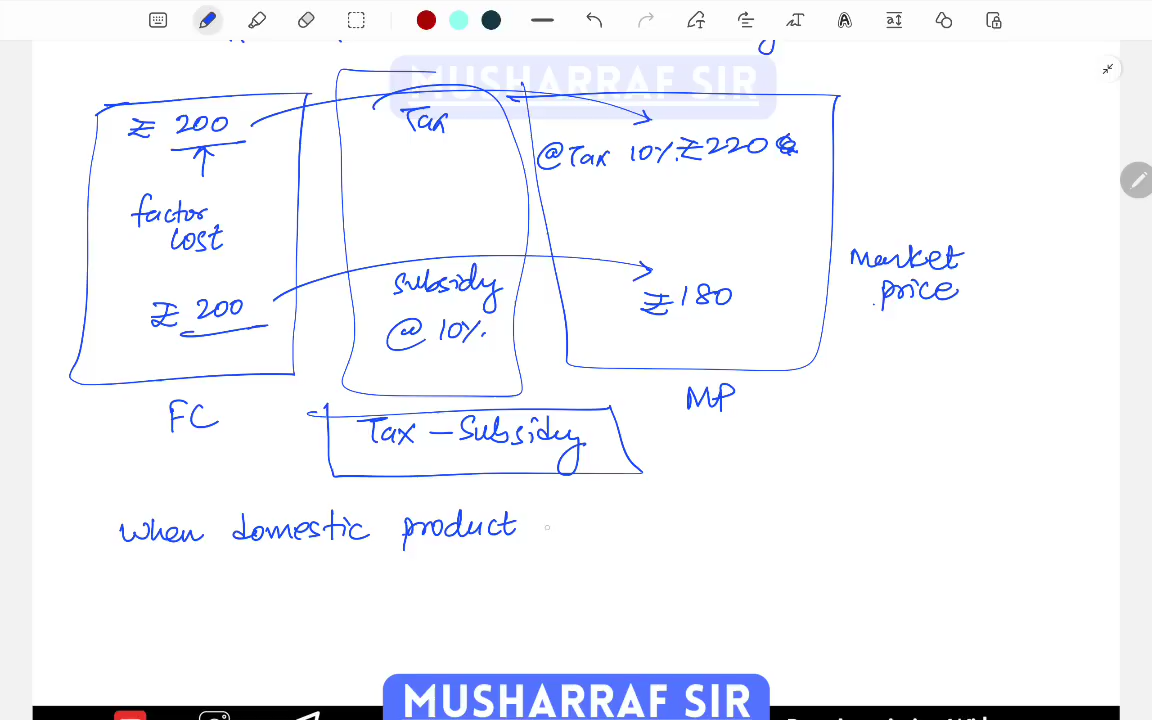 MUSHARRAF SIR
₹ 200
Tax
@ Tax 10%. ₹220
factor
cost
market
price
subsidy
@ 10%.
₹ 200
₹180
FC
MP
Tax - Subsidy
when domestic product
MUSHARRAF SIR